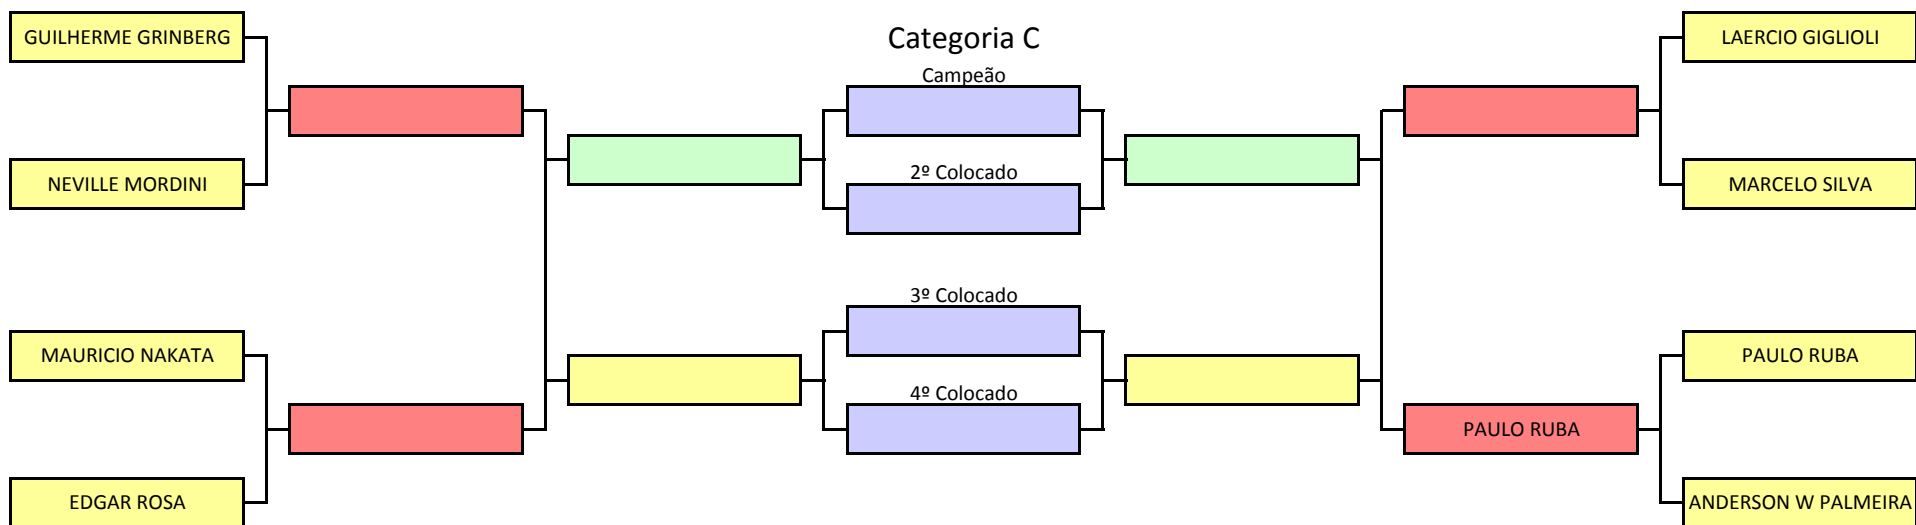 GUILHERME GRINBERG
Categoria C
LAERCIO GIGLIOLI
Campeão
NEVILLE MORDINI
2º Colocado
MARCELO SILVA
3º Colocado
MAURICIO NAKATA
PAULO RUBA
4º Colocado
PAULO RUBA
EDGAR ROSA
ANDERSON W PALMEIRA